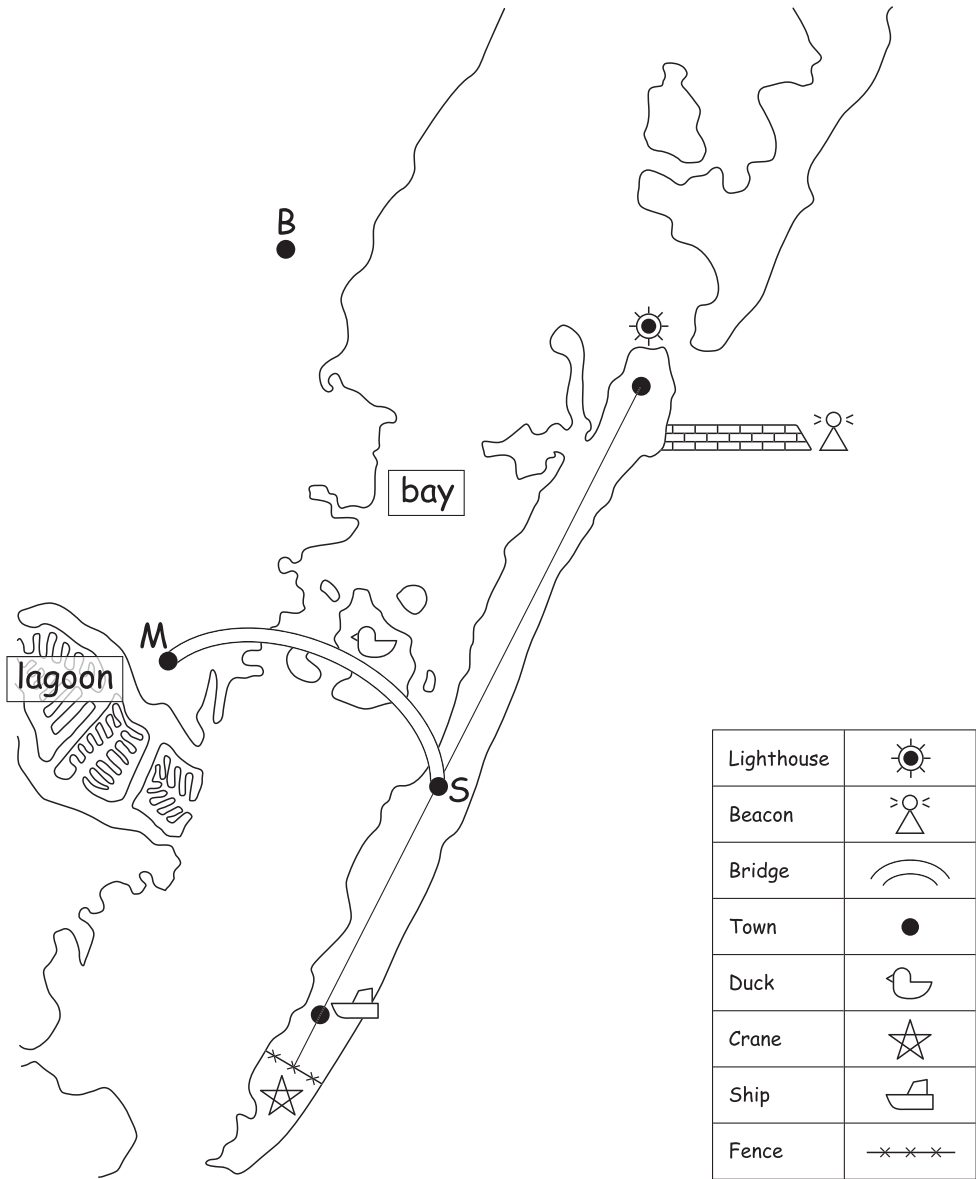 B
bay
M
lagoon
S
Lighthouse
Beacon
Bridge
Town
Duck
Crane
Ship
Fence